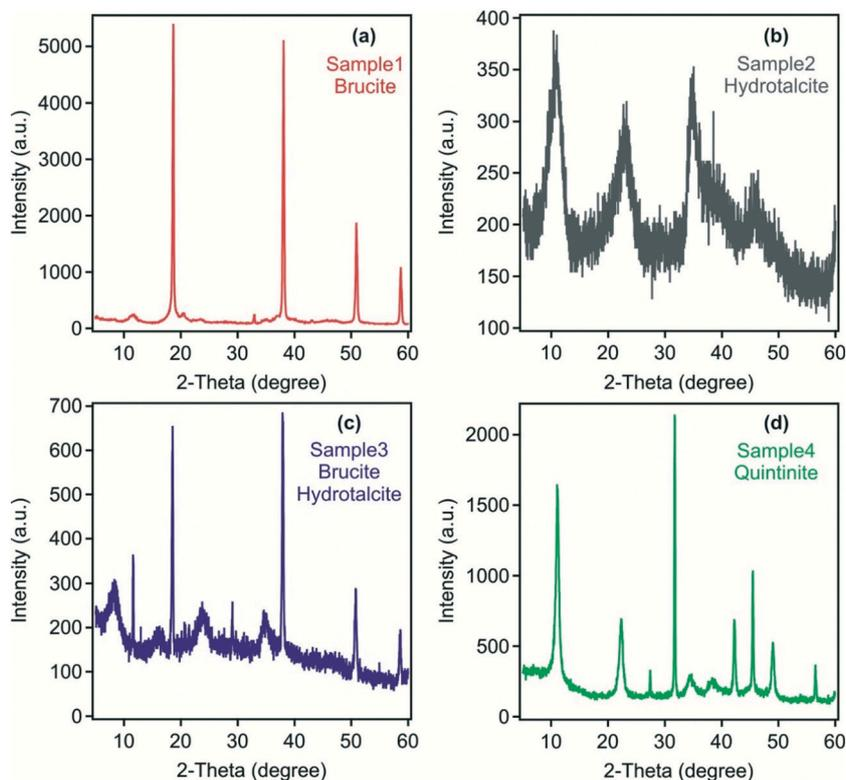 (a)
Sample1
Brucite
Intensity (a.u.)
5000
4000
3000
2000
1000
0
10 20 30 40 50 60
2-Theta (degree)
(b)
Sample2
Hydrotalcite
Intensity (a.u.)
400
350
300
250
200
150
100
10 20 30 40 50 60
2-Theta (degree)
(c)
Sample3
Brucite
Hydrotalcite
Intensity (a.u.)
700
600
500
400
300
200
100
0
10 20 30 40 50 60
2-Theta (degree)
(d)
Sample4
Quintinite
Intensity (a.u.)
2000
1500
1000
500
0
10 20 30 40 50 60
2-Theta (degree)